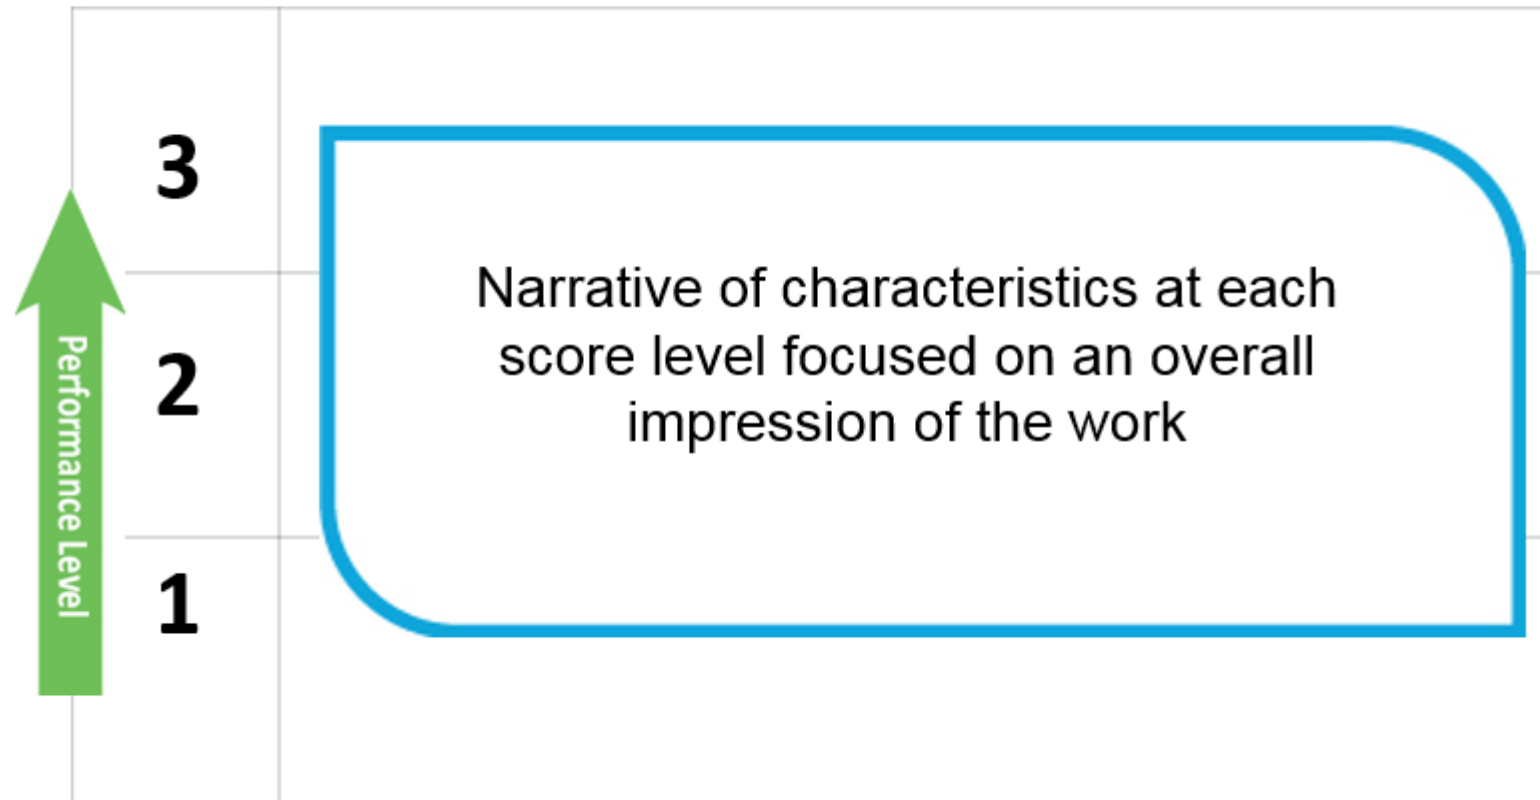 3
Narrative of characteristics at each
score level focused on an overall
impression of the work
2
1
Performance Level